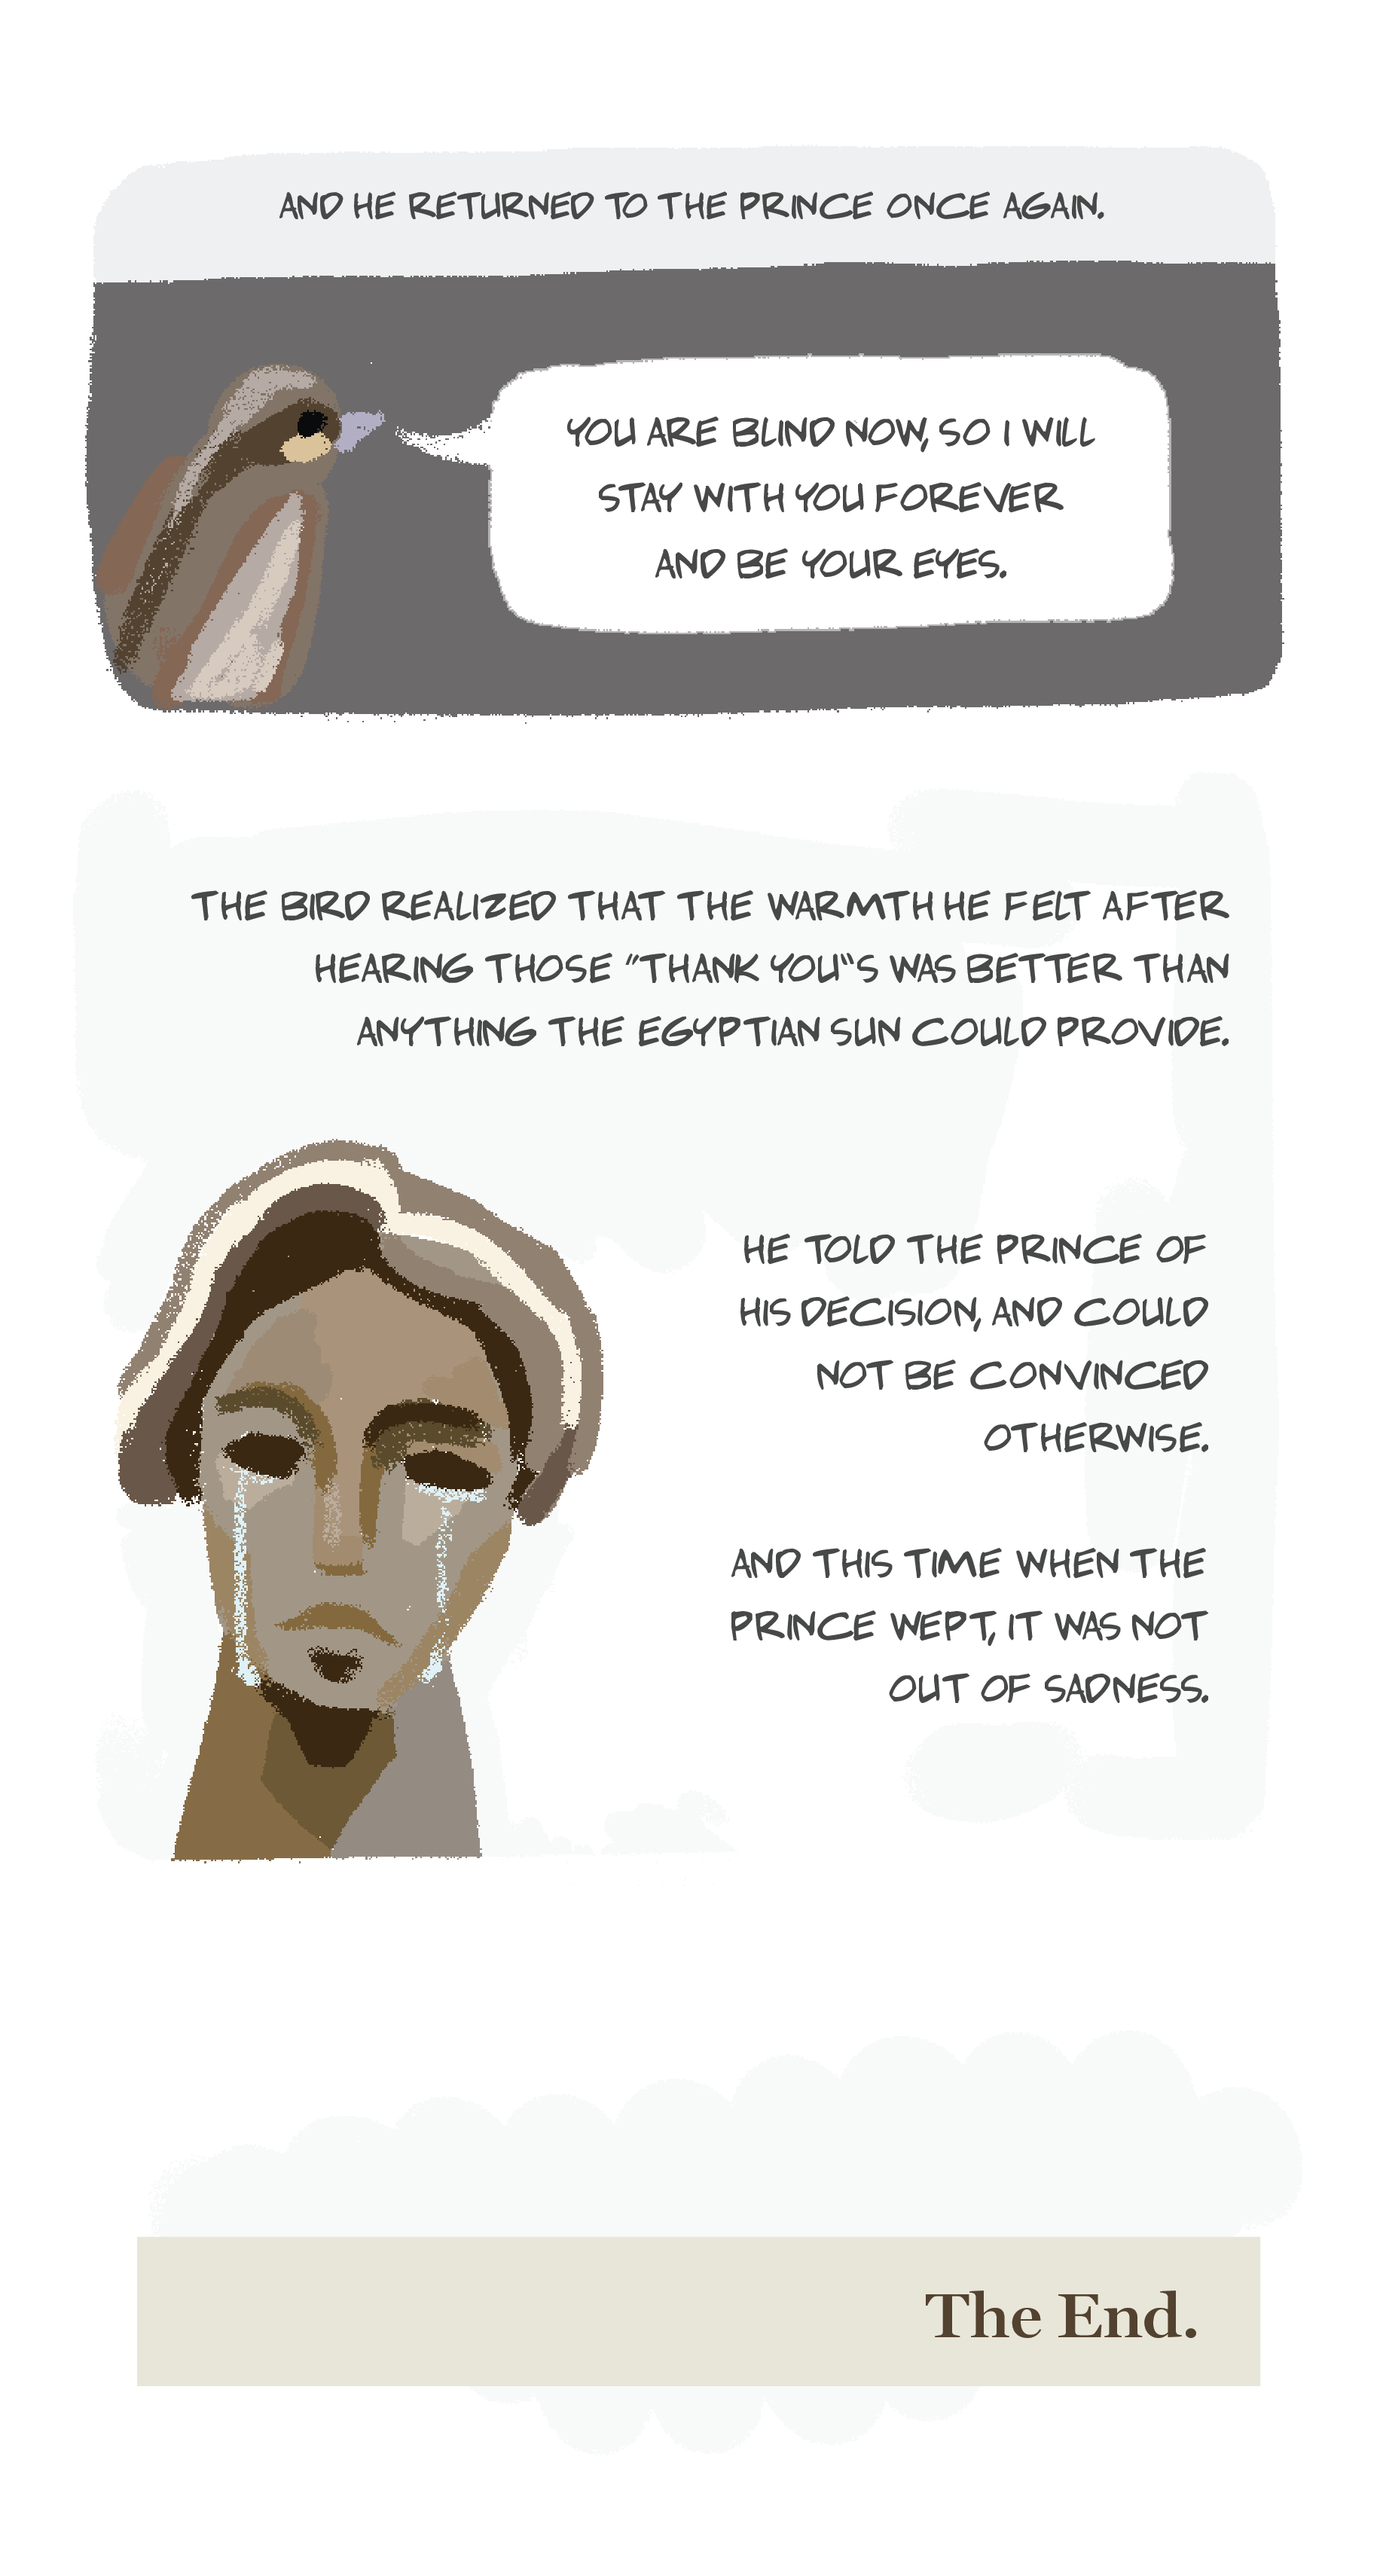 AND HE RETURNED TO THE PRINCE ONCE AGAIN.
YOU ARE BLIND NOW, SO I WILL
STAY WITH YOU FOREVER
AND BE YOUR EYES.
THE BIRD REALIZED THAT THE WARMTH HE FELT AFTER
HEARING THOSE "THANK YOU"S WAS BETTER THAN
ANYTHING THE EGYPTIAN SUN COULD PROVIDE.
HE TOLD THE PRINCE OF
HIS DECISION, AND COULD
NOT BE CONVINCED
OTHERWISE.
AND THIS TIME WHEN THE
PRINCE WEPT, IT WAS NOT
OUT OF SADNESS.
The End.